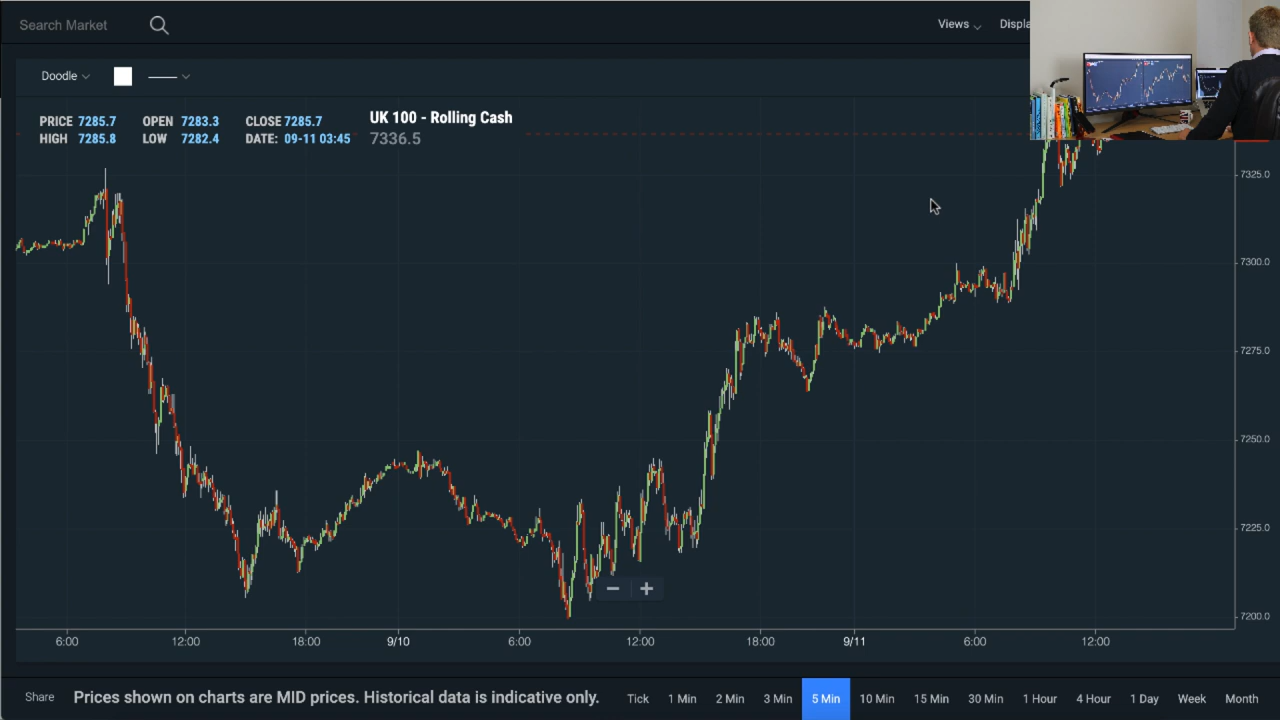 Search Market
Views
Displa
Doodle
PRICE 7285.7 OPEN 7283.3 CLOSE 7285.7
HIGH 7285.8 LOW 7282.4 DATE: 09-11 03:45
UK 100 - Rolling Cash
7336.5
7325.0
7300.0
7275.0
7250.0
7225.0
7200.0
6:00 12:00 18:00 9/10 6:00 12:00 18:00 9/11 6:00 12:00
Share Prices shown on charts are MID prices. Historical data is indicative only. Tick 1 Min 2 Min 3 Min 5 Min 10 Min 15 Min 30 Min 1 Hour 4 Hour 1 Day Week Month